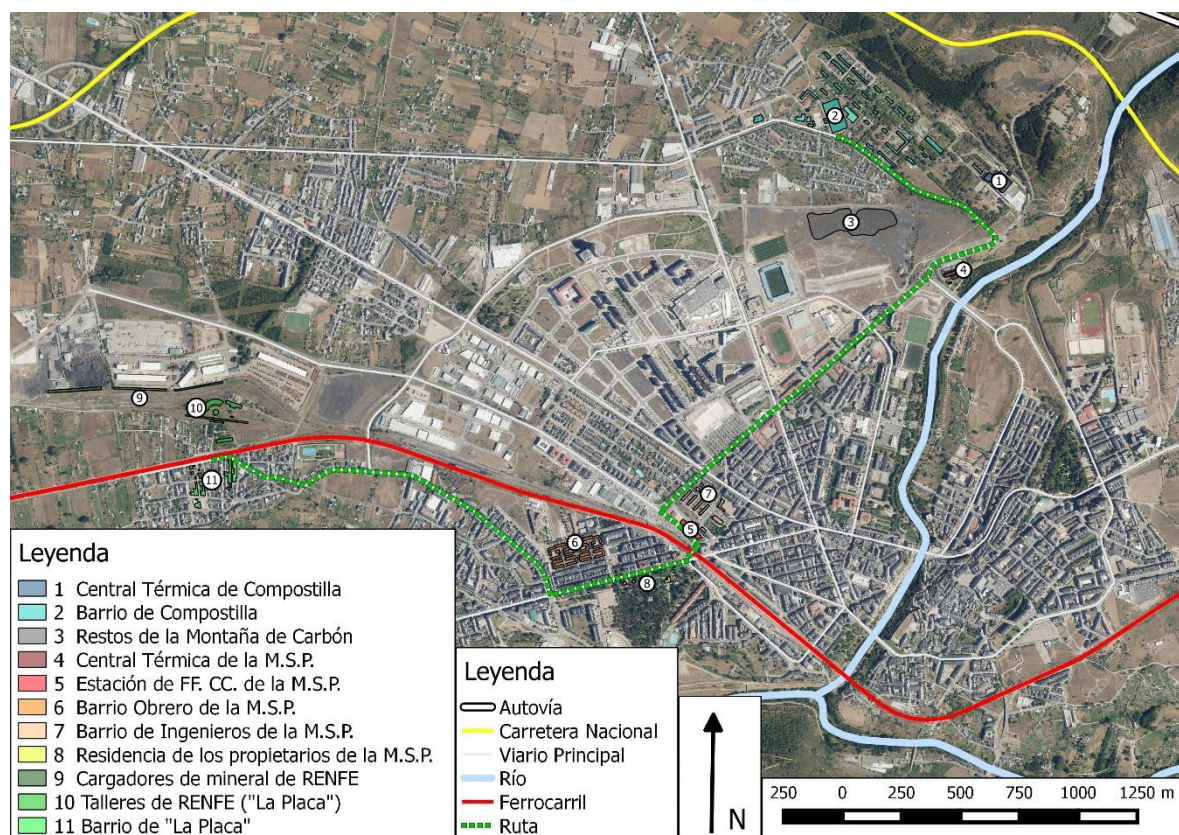 2
1
3
4
9
10
11
7
5
6
8
Leyenda
1 Central Térmica de Compostilla
2 Barrio de Compostilla
3 Restos de la Montaña de Carbón
4 Central Térmica de la M.S.P.
5 Estación de FF. CC. de la M.S.P.
6 Barrio Obrero de la M.S.P.
7 Barrio de Ingenieros de la M.S.P.
8 Residencia de los propietarios de la M.S.P.
9 Cargadores de mineral de RENFE
10 Talleres de RENFE ("La Placa")
11 Barrio de "La Placa"
Leyenda
Autovía
Carretera Nacional
Viario Principal
Río
Ferrocarril
Ruta
N
250 0 250 500 750 1000 1250 m